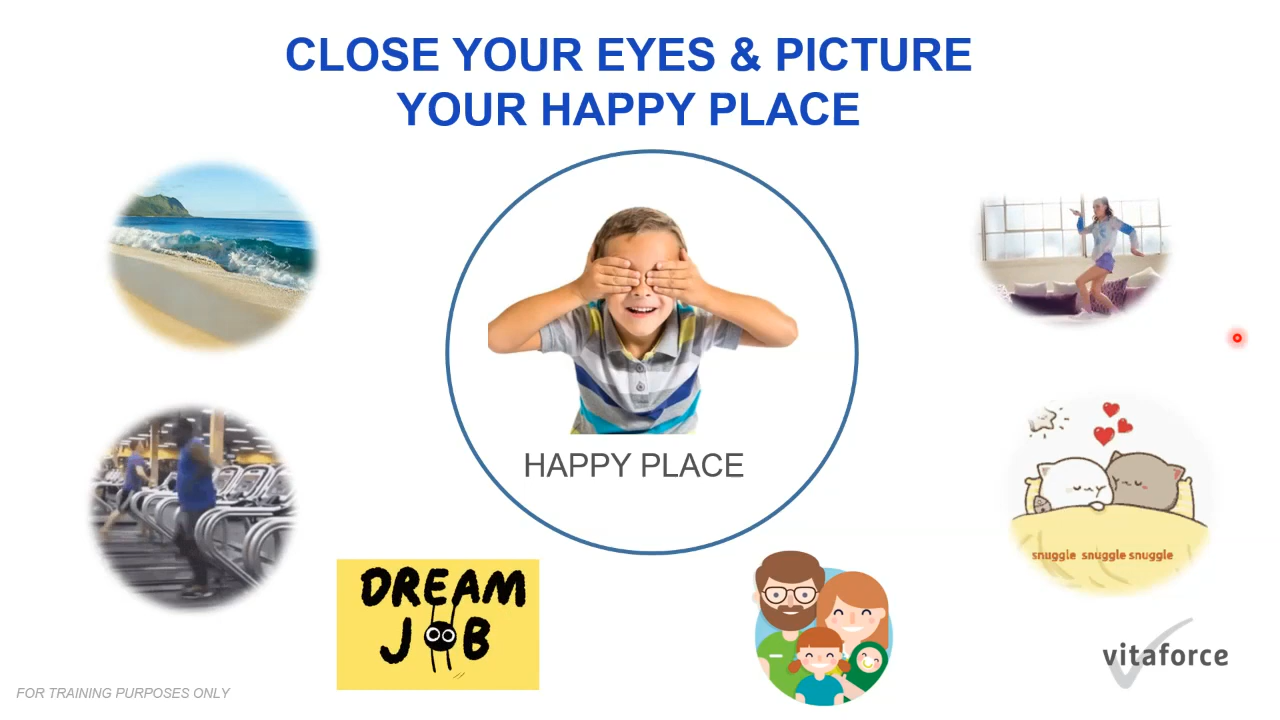 CLOSE YOUR EYES & PICTURE
YOUR HAPPY PLACE
HAPPY PLACE
snuggle snuggle snuggle
DREAM
JOB
vitaforce
FOR TRAINING PURPOSES ONLY